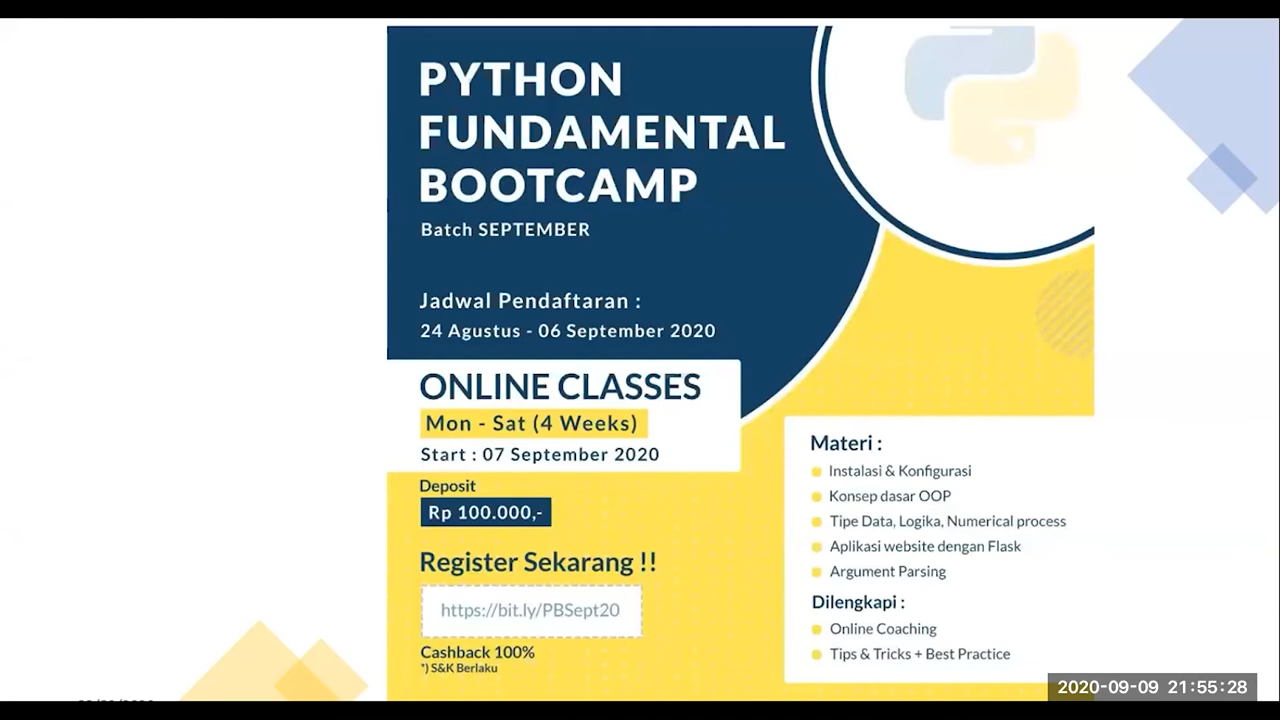 PYTHON
FUNDAMENTAL
BOOTCAMP
Batch SEPTEMBER
Jadwal Pendaftaran :
24 Agustus - 06 September 2020
ONLINE CLASSES
Mon - Sat (4 Weeks)
Start : 07 September 2020
Deposit
Rp 100.000,-
Register Sekarang !!
https://bit.ly/PBSept20
Cashback 100%
*) S&K Berlaku
Materi :
Instalasi & Konfigurasi
Konsep dasar OOP
Tipe Data, Logika, Numerical process
Aplikasi website dengan Flask
Argument Parsing
Dilengkapi :
Online Coaching
Tips & Tricks + Best Practice
2020-09-09 21:55:28